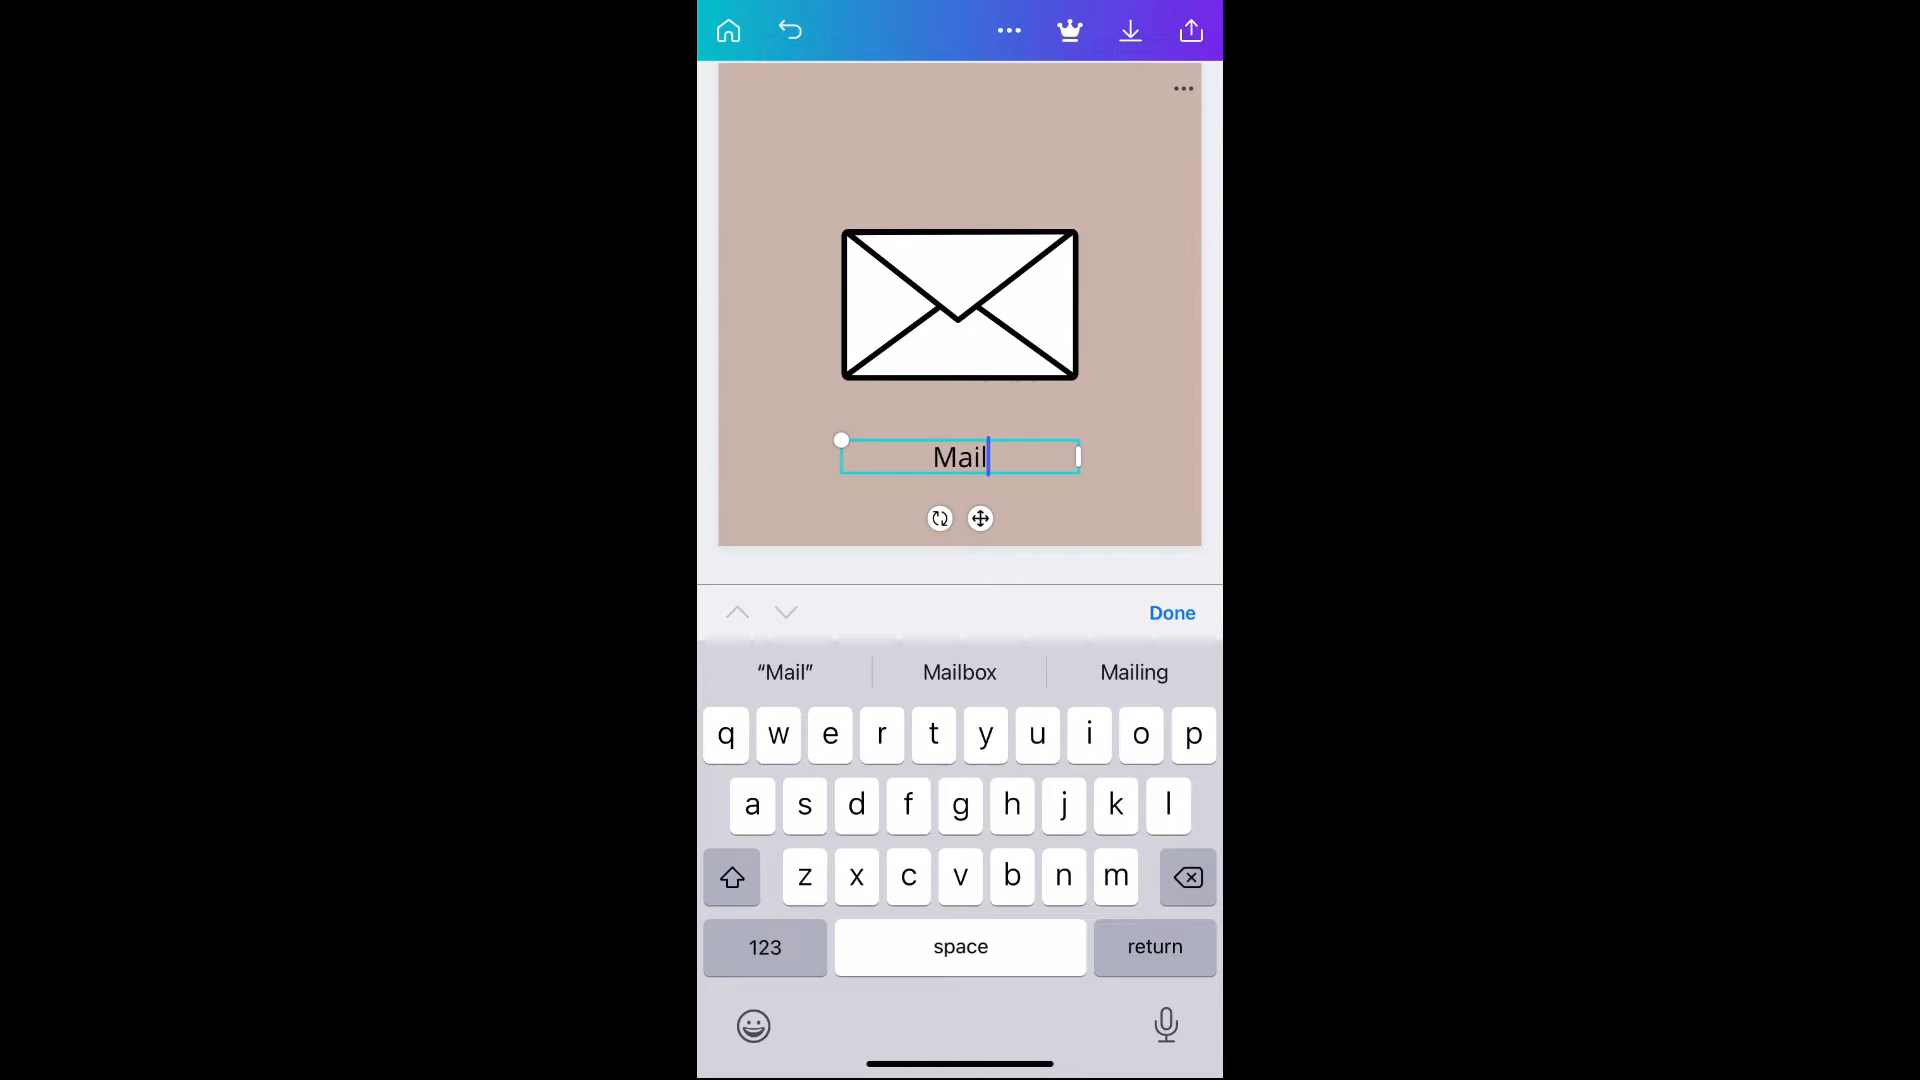 Mail
Done
“Mail” Mailbox Mailing
q w e r t y u i o p
a s d f g h j k l
z x c v b n m
123 space return